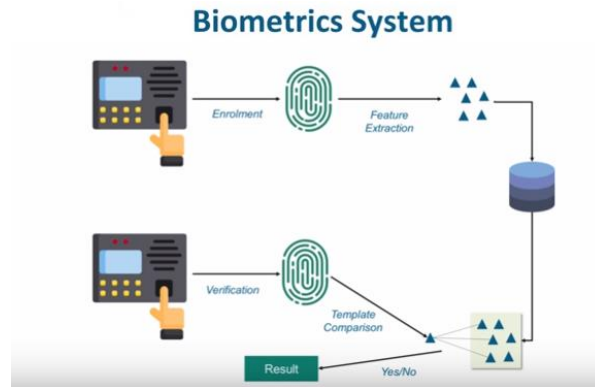 Biometrics System
Enrolment
Feature
Extraction
Verification
Template
Comparison
Result
Yes/No